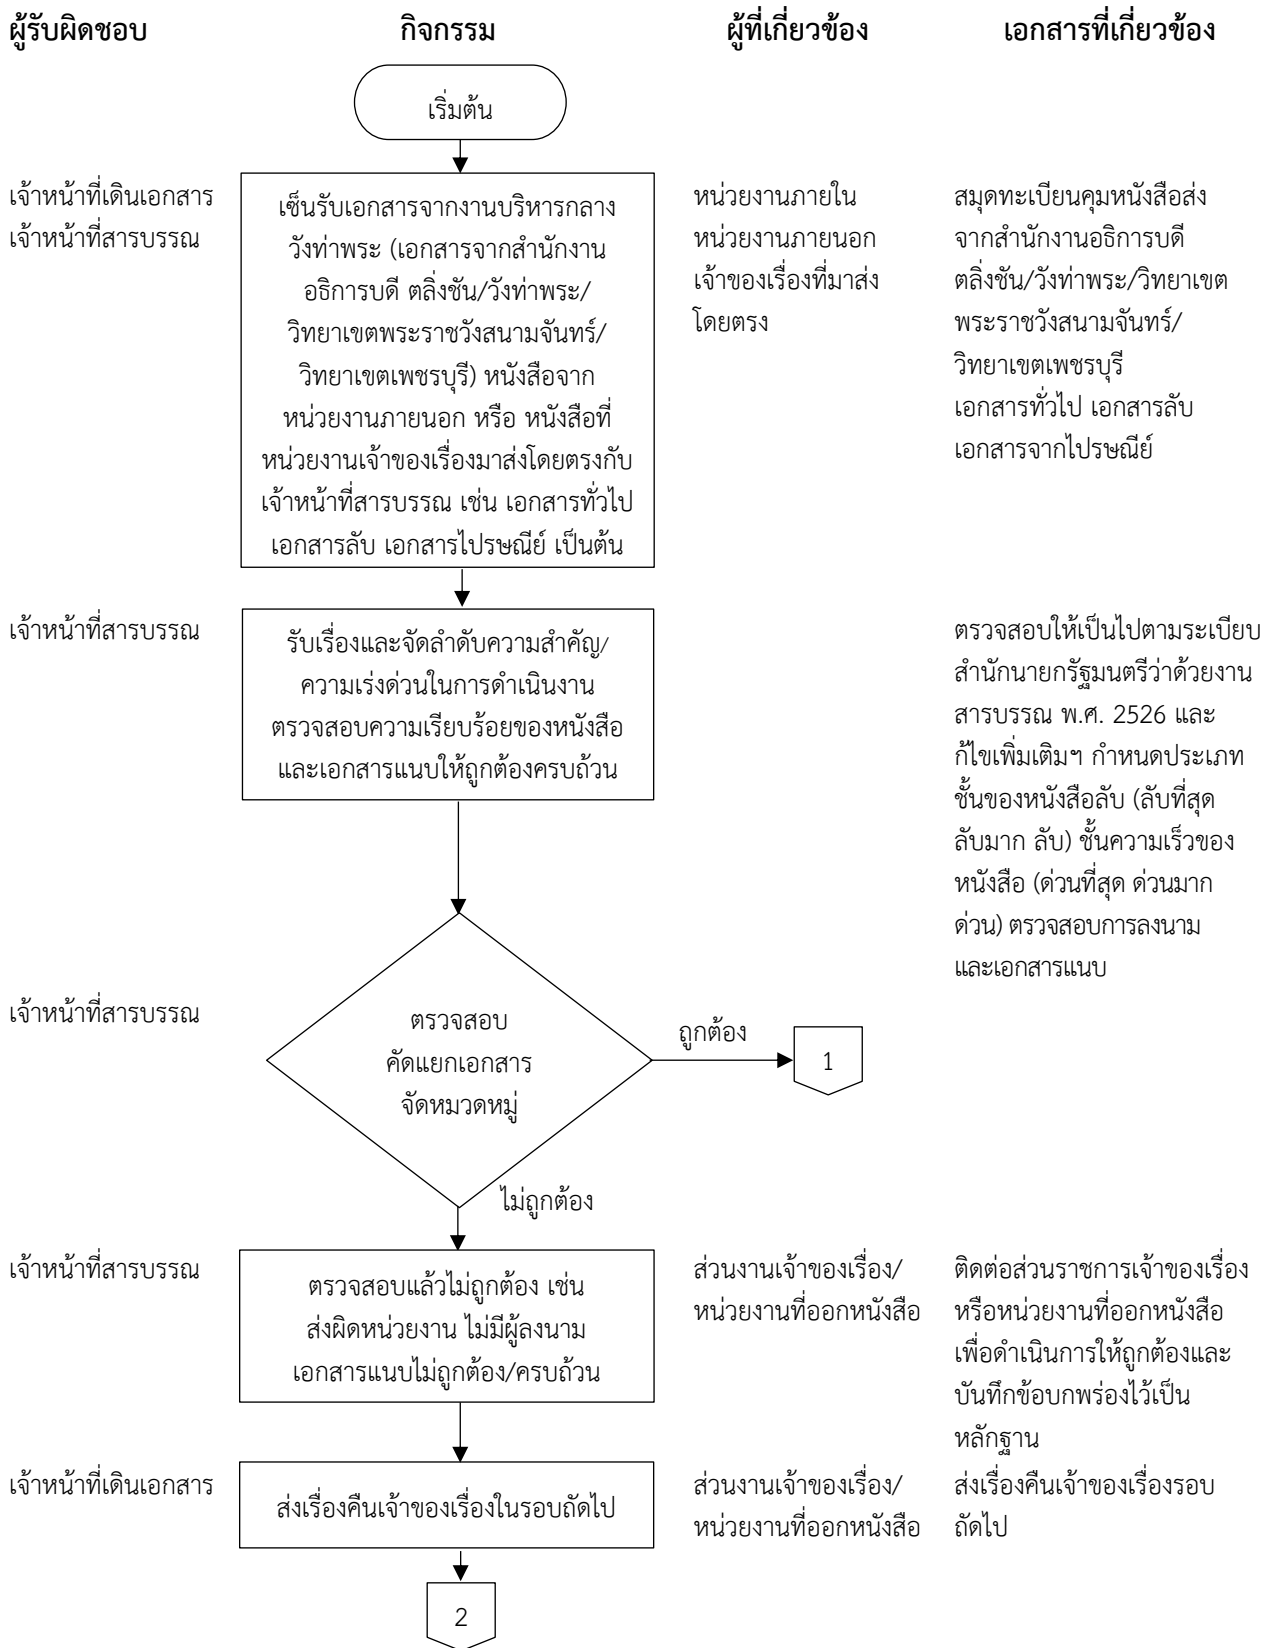 ผู้รับผิดชอบ
กิจกรรม
ผู้ที่เกี่ยวข้อง
เอกสารที่เกี่ยวข้อง
เริ่มต้น
เจ้าหน้าที่เดินเอกสาร
เจ้าหน้าที่สารบรรณ
เซ็นรับเอกสารจากงานบริหารกลาง
วังท่าพระ (เอกสารจากสำนักงาน
อธิการบดี ตลิ่งชัน/วังท่าพระ/
วิทยาเขตพระราชวังสนามจันทร์/
วิทยาเขตเพชรบุรี) หนังสือจาก
หน่วยงานภายนอก หรือ หนังสือที่
หน่วยงานเจ้าของเรื่องมาส่งโดยตรงกับ
เจ้าหน้าที่สารบรรณ เช่น เอกสารทั่วไป
เอกสารลับ เอกสารไปรษณีย์ เป็นต้น
หน่วยงานภายใน
หน่วยงานภายนอก
เจ้าของเรื่องที่มาส่ง
โดยตรง
สมุดทะเบียนคุมหนังสือส่ง
จากสำนักงานอธิการบดี
ตลิ่งชัน/วังท่าพระ/วิทยาเขต
พระราชวังสนามจันทร์/
วิทยาเขตเพชรบุรี
เอกสารทั่วไป เอกสารลับ
เอกสารจากไปรษณีย์
เจ้าหน้าที่สารบรรณ
รับเรื่องและจัดลำดับความสำคัญ/
ความเร่งด่วนในการดำเนินงาน
ตรวจสอบความเรียบร้อยของหนังสือ
และเอกสารแนบให้ถูกต้องครบถ้วน
ตรวจสอบให้เป็นไปตามระเบียบ
สำนักนายกรัฐมนตรีว่าด้วยงาน
สารบรรณ พ.ศ. 2526 และ
ก้ไขเพิ่มเติมฯ กำหนดประเภท
ชั้นของหนังสือลับ (ลับที่สุด
ลับมาก ลับ) ชั้นความเร็วของ
หนังสือ (ด่วนที่สุด ด่วนมาก
ด่วน) ตรวจสอบการลงนาม
และเอกสารแนบ
เจ้าหน้าที่สารบรรณ
ตรวจสอบ
คัดแยกเอกสาร
จัดหมวดหมู่
ถูกต้อง
1
ไม่ถูกต้อง
เจ้าหน้าที่สารบรรณ
ตรวจสอบแล้วไม่ถูกต้อง เช่น
ส่งผิดหน่วยงาน ไม่มีผู้ลงนาม
เอกสารแนบไม่ถูกต้อง/ครบถ้วน
ส่วนงานเจ้าของเรื่อง/
หน่วยงานที่ออกหนังสือ
ติดต่อส่วนราชการเจ้าของเรื่อง
หรือหน่วยงานที่ออกหนังสือ
เพื่อดำเนินการให้ถูกต้องและ
บันทึกข้อบกพร่องไว้เป็น
หลักฐาน
เจ้าหน้าที่เดินเอกสาร
ส่งเรื่องคืนเจ้าของเรื่องในรอบถัดไป
ส่วนงานเจ้าของเรื่อง/
หน่วยงานที่ออกหนังสือ
ส่งเรื่องคืนเจ้าของเรื่องรอบ
ถัดไป
2